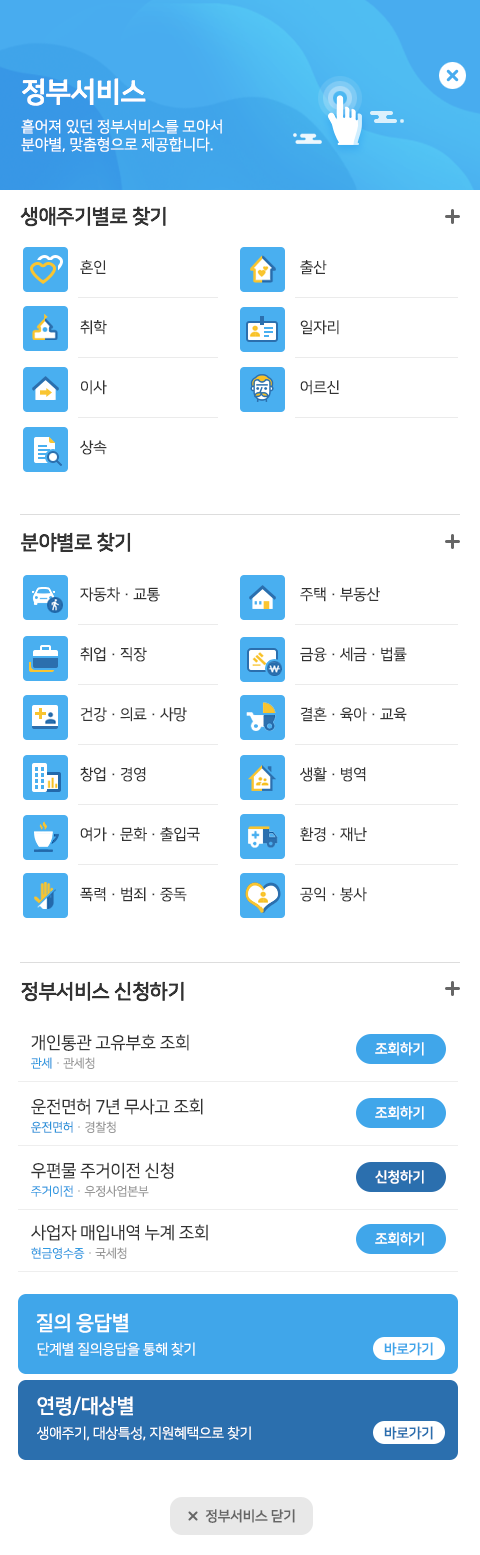 정부서비스
흩어져 있던 정부서비스를 모아서
분야별, 맞춤형으로 제공합니다.
생애주기별로 찾기
혼인
출산
취학
일자리
이사
어르신
상속
분야별로 찾기
자동차 · 교통
주택 · 부동산
취업 · 직장
금융 · 세금 · 법률
건강 · 의료 · 사망
결혼 · 육아 · 교육
창업 · 경영
생활 · 병역
여가 · 문화 · 출입국
환경 · 재난
폭력 · 범죄 · 중독
공익 · 봉사
정부서비스 신청하기
개인통관 고유부호 조회
관세 · 관세청
조회하기
운전면허 7년 무사고 조회
운전면허 · 경찰청
조회하기
우편물 주거이전 신청
주거이전 · 우정사업본부
신청하기
사업자 매입내역 누계 조회
현금영수증 · 국세청
조회하기
질의 응답별
단계별 질의응답을 통해 찾기
바로가기
연령/대상별
생애주기, 대상특성, 지원혜택으로 찾기
바로가기
정부서비스 닫기